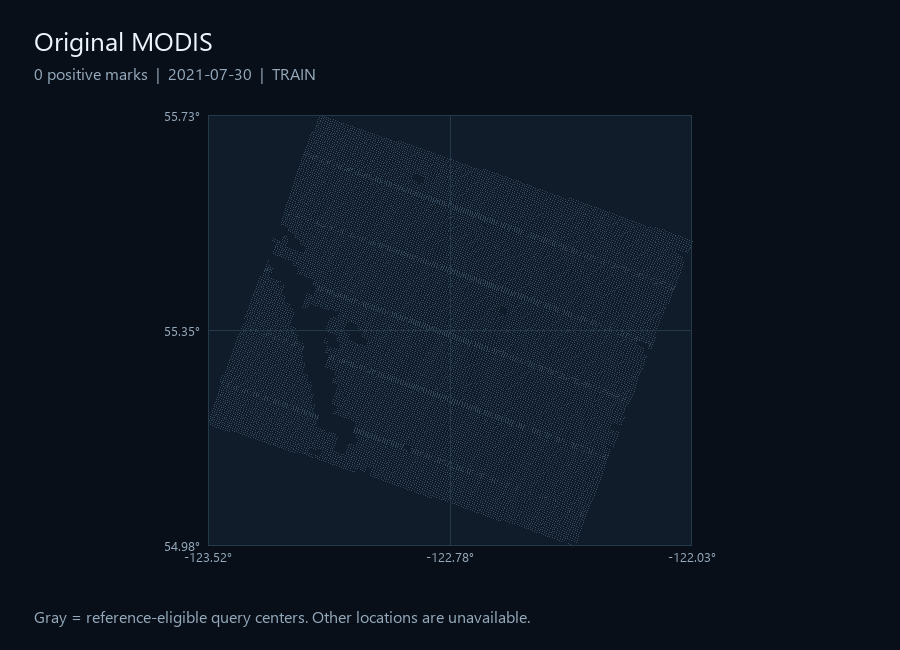 Original MODIS
0 positive marks | 2021-07-30 | TRAIN
55.73°
55.35°
54.98°
-123.52°
-122.78°
-122.03°
Gray = reference-eligible query centers. Other locations are unavailable.